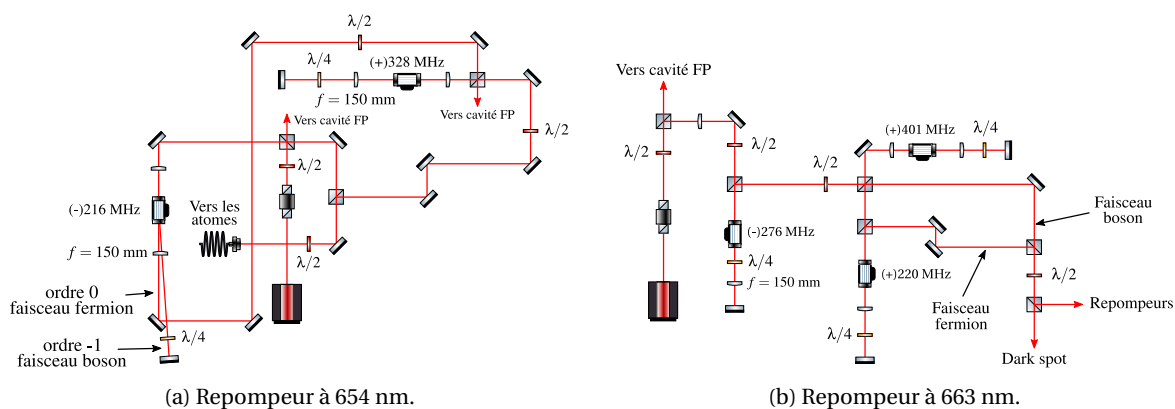 λ/2
λ/4
(+)328 MHz
f = 150 mm
Vers cavité FP
Vers cavité FP
λ/2
λ/2
(-)216 MHz
Vers les
atomes
f = 150 mm
λ/2
ordre 0
faisceau fermion
λ/4
ordre -1
faisceau boson
(a) Repompeur à 654 nm.
Vers cavité FP
λ/2
λ/2
(+)401 MHz
λ/4
λ/2
Faisceau
boson
(-)276 MHz
λ/4
f = 150 mm
(+)220 MHz
Faisceau
fermion
λ/2
Repompeurs
λ/4
Dark spot
(b) Repompeur à 663 nm.